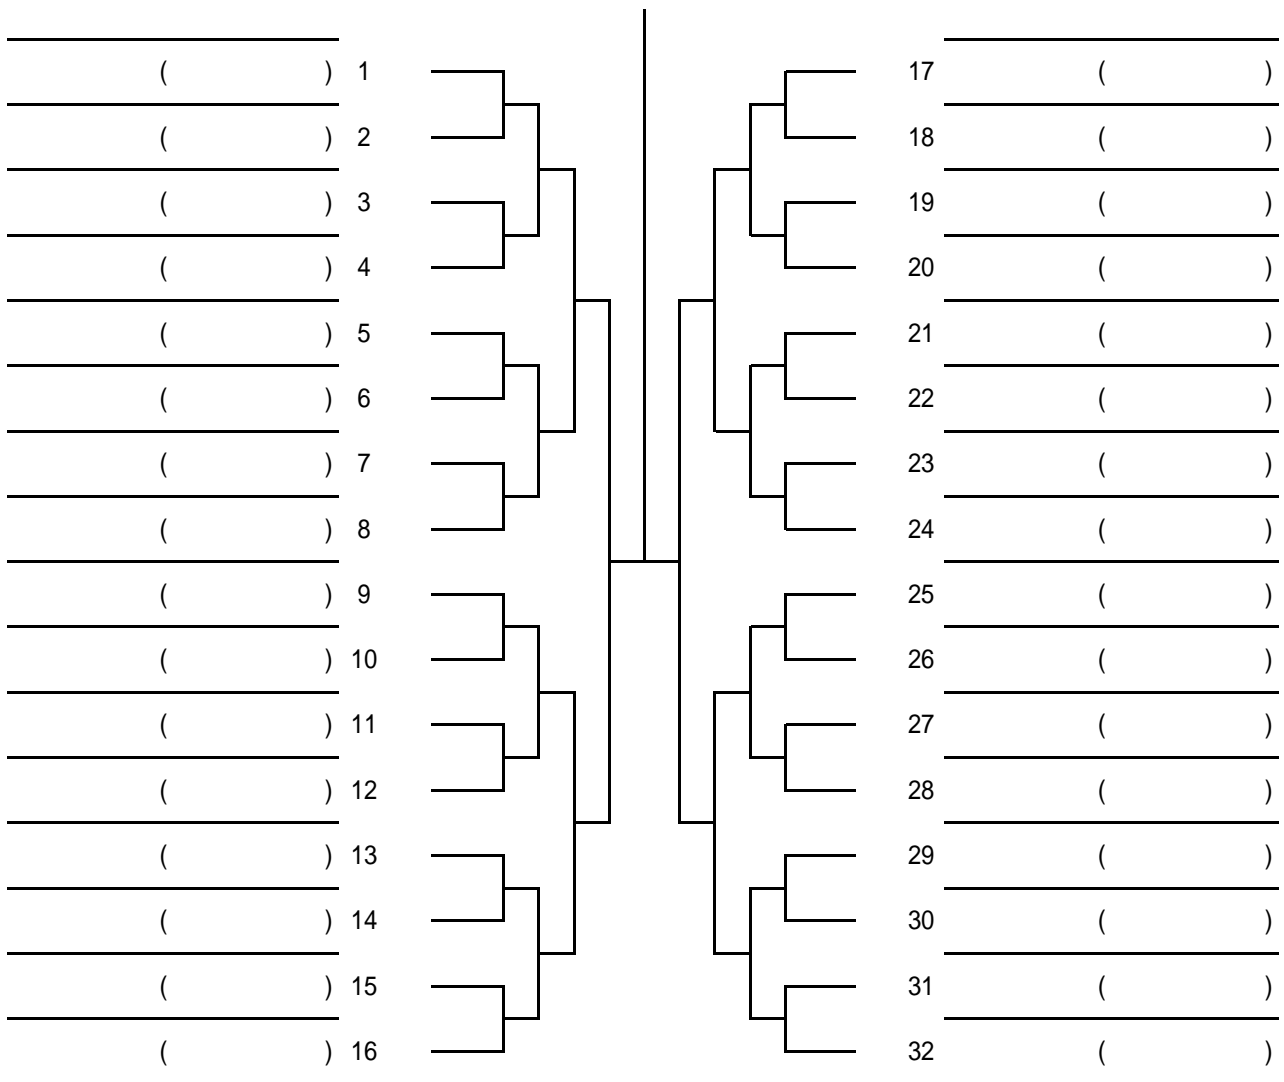 ( ) 1 17 ( )
( ) 2 18 ( )
( ) 3 19 ( )
( ) 4 20 ( )
( ) 5 21 ( )
( ) 6 22 ( )
( ) 7 23 ( )
( ) 8 24 ( )
( ) 9 25 ( )
( ) 10 26 ( )
( ) 11 27 ( )
( ) 12 28 ( )
( ) 13 29 ( )
( ) 14 30 ( )
( ) 15 31 ( )
( ) 16 32 ( )